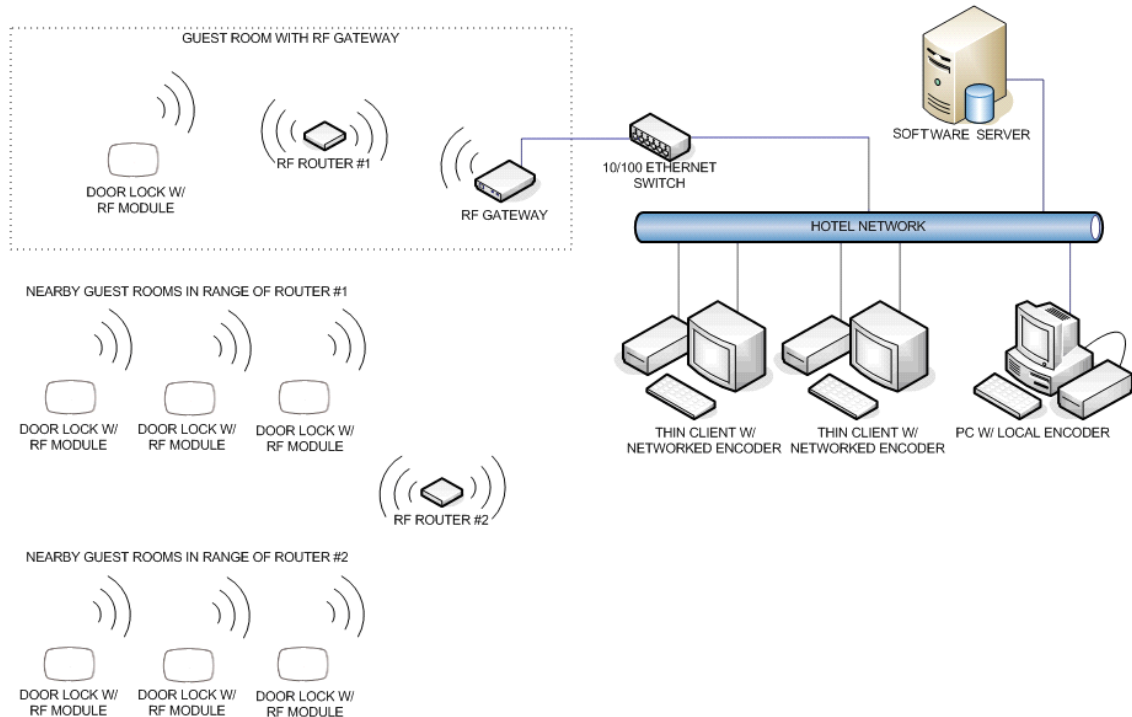 GUEST ROOM WITH RF GATEWAY
SOFTWARE SERVER
RF ROUTER #1
10/100 ETHERNET
SWITCH
DOOR LOCK W/
RF MODULE
RF GATEWAY
HOTEL NETWORK
NEARBY GUEST ROOMS IN RANGE OF ROUTER #1
DOOR LOCK W/
RF MODULE
DOOR LOCK W/
RF MODULE
DOOR LOCK W/
RF MODULE
THIN CLIENT W/
NETWORKED ENCODER
THIN CLIENT W/
NETWORKED ENCODER
PC W/ LOCAL ENCODER
RF ROUTER #2
NEARBY GUEST ROOMS IN RANGE OF ROUTER #2
DOOR LOCK W/
RF MODULE
DOOR LOCK W/
RF MODULE
DOOR LOCK W/
RF MODULE